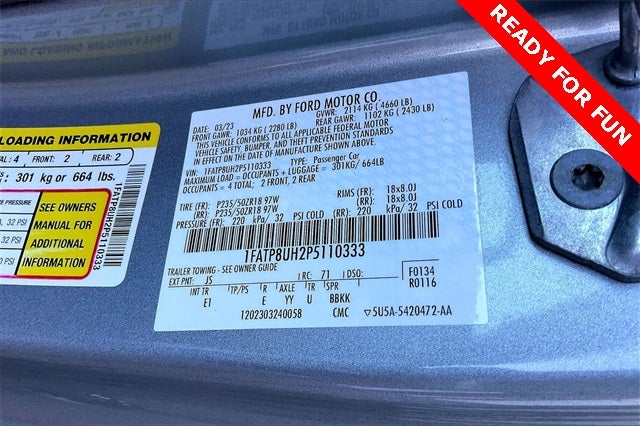 READY FOR FUN
LOADING INFORMATION
: 4 FRONT: 2 REAR: 2
: 301 kg or 664 lbs.
PRESSURE
32 PSI
32 PSI
SEE OWNERS
MANUAL FOR
ADDITIONAL
INFORMATION
1FATP8UH2P5110333
MFD. BY FORD MOTOR CO.
DATE: 03/23 GVWR: 2114 KG (4660 LB)
FRONT GAWR: 1034 KG (2280 LB) REAR GAWR: 1102 KG (2430 LB)
THIS VEHICLE CONFORMS TO ALL APPLICABLE FEDERAL MOTOR
VEHICLE SAFETY, BUMPER, AND THEFT PREVENTION STANDARDS
IN EFFECT ON THE DATE OF MANUFACTURE SHOWN ABOVE.
VIN: 1FATP8UH2P5110333 TYPE: Passenger Car
MAXIMUM LOAD = OCCUPANTS + LUGGAGE = 301KG/ 664LB
OCCUPANTS = 4 TOTAL, 2 FRONT, 2 REAR
TIRE (F): P235/50ZR18 97W RIMS (F): 18x8.0J
(R): P235/50ZR18 97W (R): 18x8.0J
PRESSURE (F): 220 kPa/ 32 PSI COLD (R): 220 kPa/ 32 PSI COLD
1FATP8UH2P5110333
TRAILER TOWING - SEE OWNER GUIDE
EXT PNT: JS RC: 71 DSO: F0134
R0116
INT TR TP/PS R AXLE TR SPR
E1 E YY U BBKK
1202303240058 CMC ▽5U5A-5420472-AA